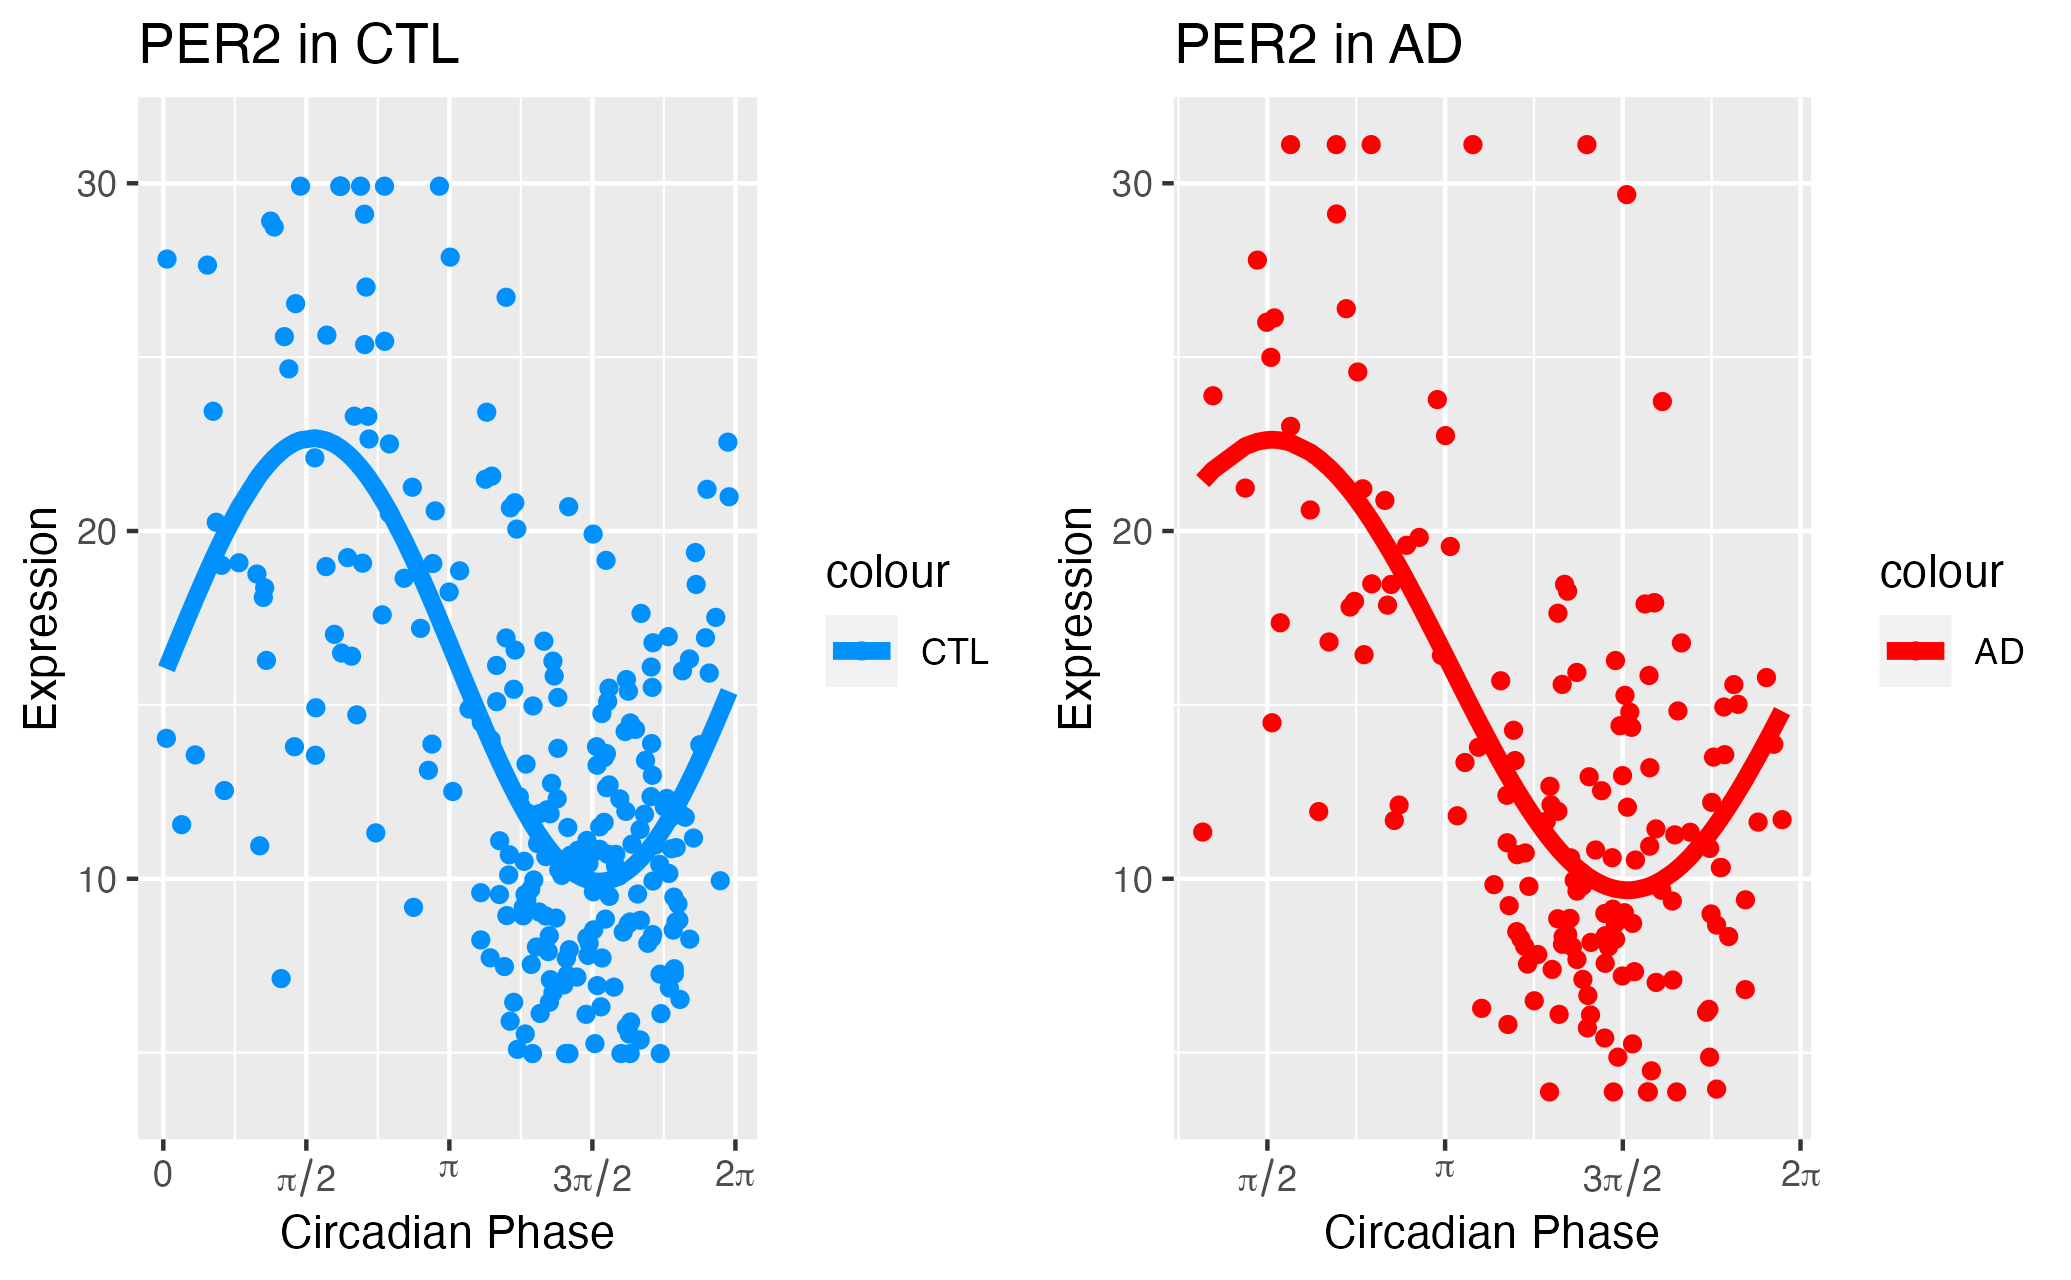 PER2 in CTL
Expression
30
20
10
0
π/2
π
3π/2
2π
Circadian Phase
colour
CTL
PER2 in AD
Expression
30
20
10
π/2
π
3π/2
2π
Circadian Phase
colour
AD